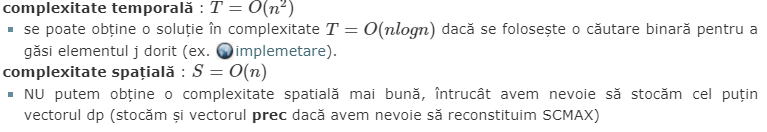 complexitate temporală : T = O(n²)
se poate obține o soluție în complexitate T = O(nlogn) dacă se folosește o căutare binară pentru a
găsi elementul j dorit (ex. implemetare).
complexitate spațială : S = O(n)
NU putem obține o complexitate spatială mai bună, întrucât avem nevoie să stocăm cel puțin
vectorul dp (stocăm și vectorul prec dacă avem nevoie să reconstituim SCMAX)